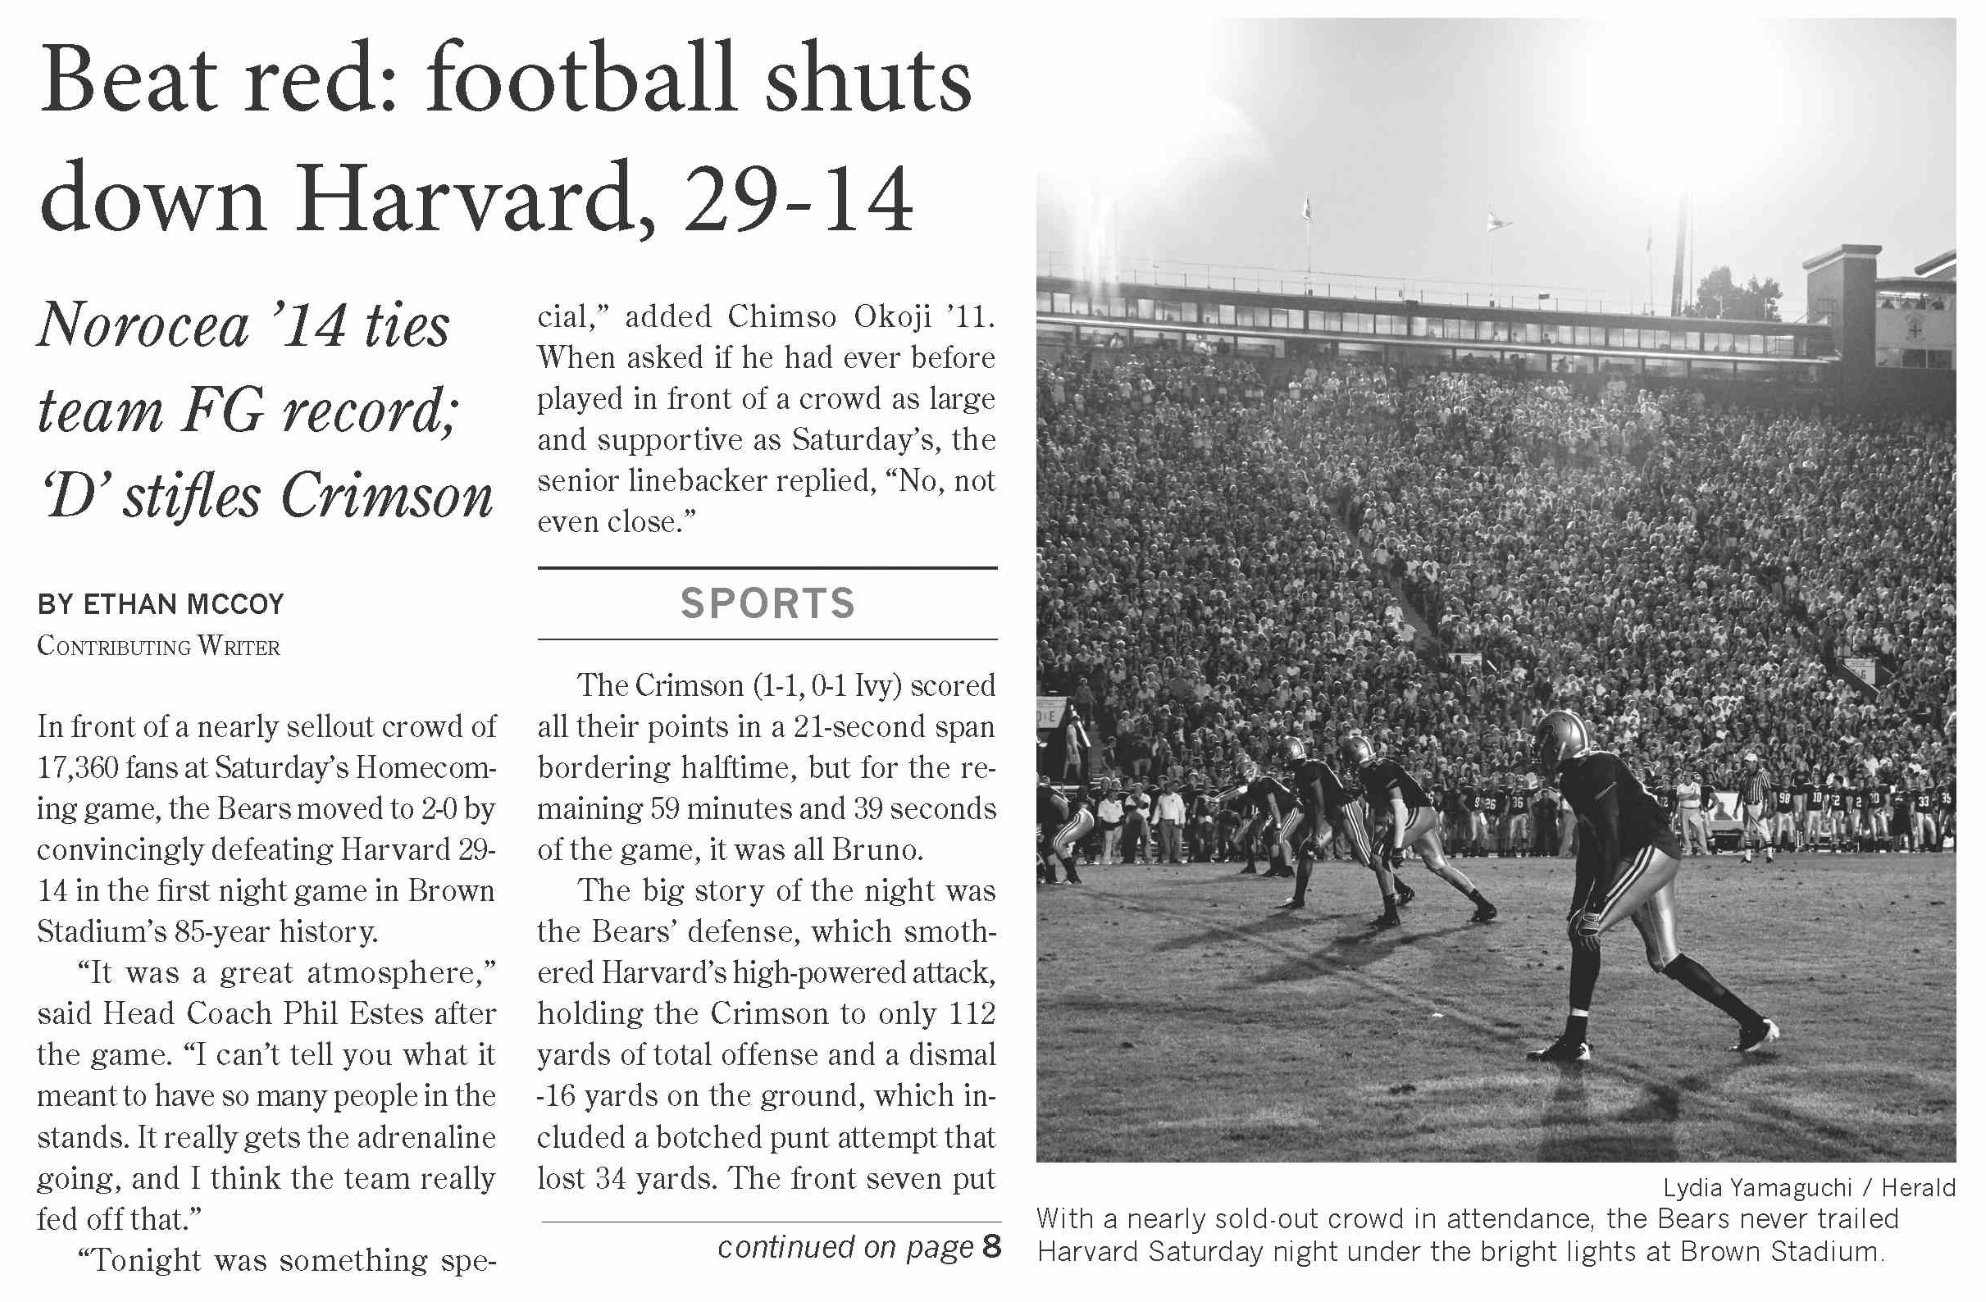 Beat red: football shuts
down Harvard, 29-14
Norocea ’14 ties
team FG record;
‘D’ stifles Crimson
BY ETHAN MCCOY
CONTRIBUTING WRITER
In front of a nearly sellout crowd of
17,360 fans at Saturday’s Homecom-
ing game, the Bears moved to 2-0 by
convincingly defeating Harvard 29-
14 in the first night game in Brown
Stadium’s 85-year history.
“It was a great atmosphere,”
said Head Coach Phil Estes after
the game. “I can’t tell you what it
meant to have so many people in the
stands. It really gets the adrenaline
going, and I think the team really
fed off that.”
“Tonight was something spe-
cial,” added Chimso Okoji ’11.
When asked if he had ever before
played in front of a crowd as large
and supportive as Saturday’s, the
senior linebacker replied, “No, not
even close.”
SPORTS
The Crimson (1-1, 0-1 Ivy) scored
all their points in a 21-second span
bordering halftime, but for the re-
maining 59 minutes and 39 seconds
of the game, it was all Bruno.
The big story of the night was
the Bears’ defense, which smoth-
ered Harvard’s high-powered attack,
holding the Crimson to only 112
yards of total offense and a dismal
-16 yards on the ground, which in-
cluded a botched punt attempt that
lost 34 yards. The front seven put
continued on page 8
Lydia Yamaguchi / Herald
With a nearly sold-out crowd in attendance, the Bears never trailed
Harvard Saturday night under the bright lights at Brown Stadium.